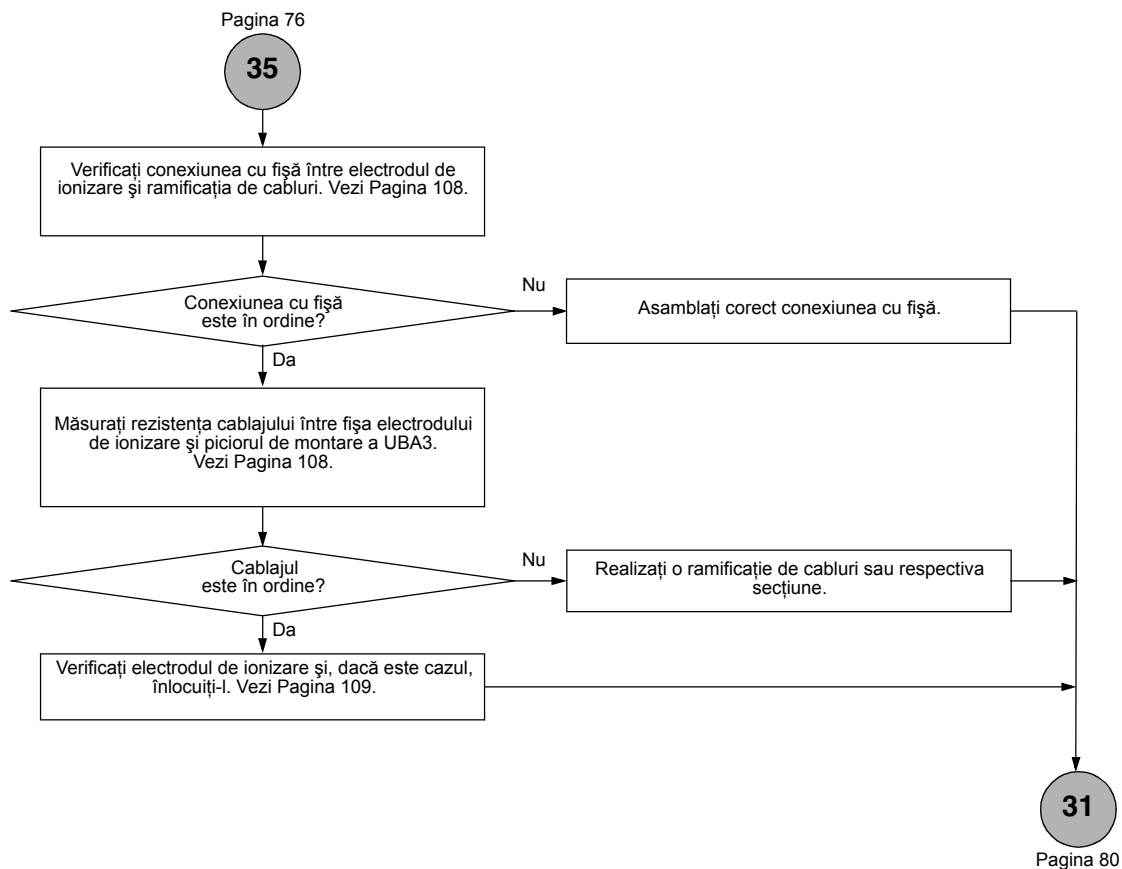 Pagina 76
35
Verificați conexiunea cu fişă între electrodul de
ionizare şi ramificația de cabluri. Vezi Pagina 108.
Conexiunea cu fişă
este în ordine?
Nu
Asamblați corect conexiunea cu fişă.
Da
Măsurați rezistența cablajului între fişa electrodului
de ionizare şi piciorul de montare a UBA3.
Vezi Pagina 108.
Cablajul
este în ordine?
Nu
Realizați o ramificație de cabluri sau respectiva
secțiune.
Da
Verificați electrodul de ionizare şi, dacă este cazul,
înlocuiți-l. Vezi Pagina 109.
31
Pagina 80